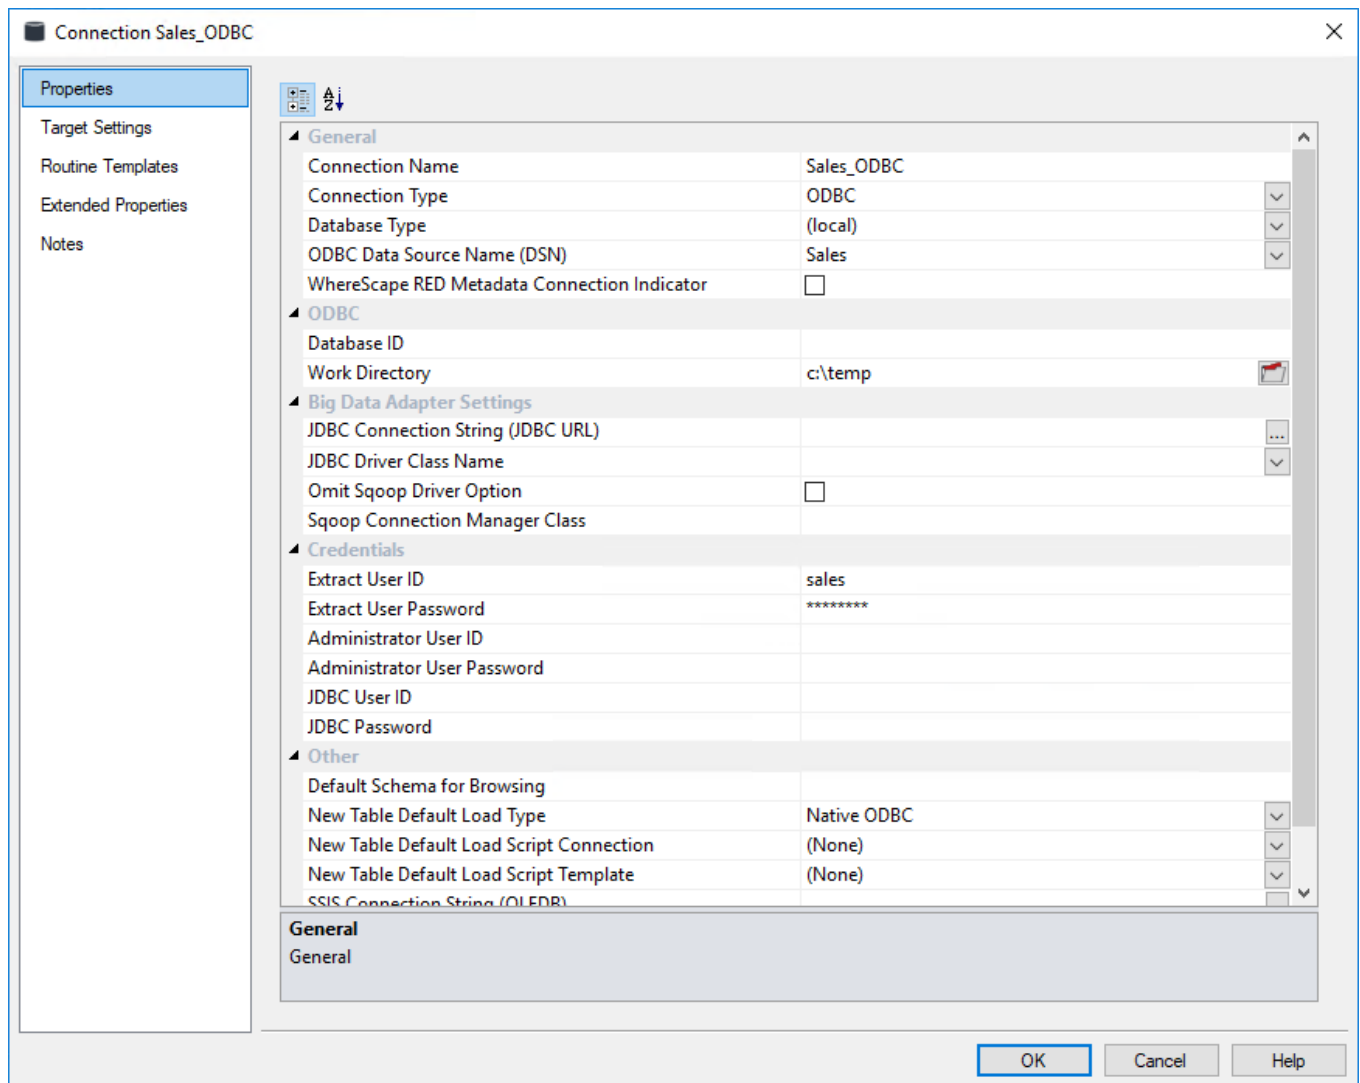 Connection Sales_ODBC
Properties
Target Settings
Routine Templates
Extended Properties
Notes
General
Connection Name Sales_ODBC
Connection Type ODBC
Database Type (local)
ODBC Data Source Name (DSN) Sales
WhereScape RED Metadata Connection Indicator
ODBC
Database ID
Work Directory c:\temp
Big Data Adapter Settings
JDBC Connection String (JDBC URL) ...
JDBC Driver Class Name
Omit Sqoop Driver Option
Sqoop Connection Manager Class
Credentials
Extract User ID sales
Extract User Password ********
Administrator User ID
Administrator User Password
JDBC User ID
JDBC Password
Other
Default Schema for Browsing
New Table Default Load Type Native ODBC
New Table Default Load Script Connection (None)
New Table Default Load Script Template (None)
SSIS Connection String (OLEDB)
General
General
OK Cancel Help